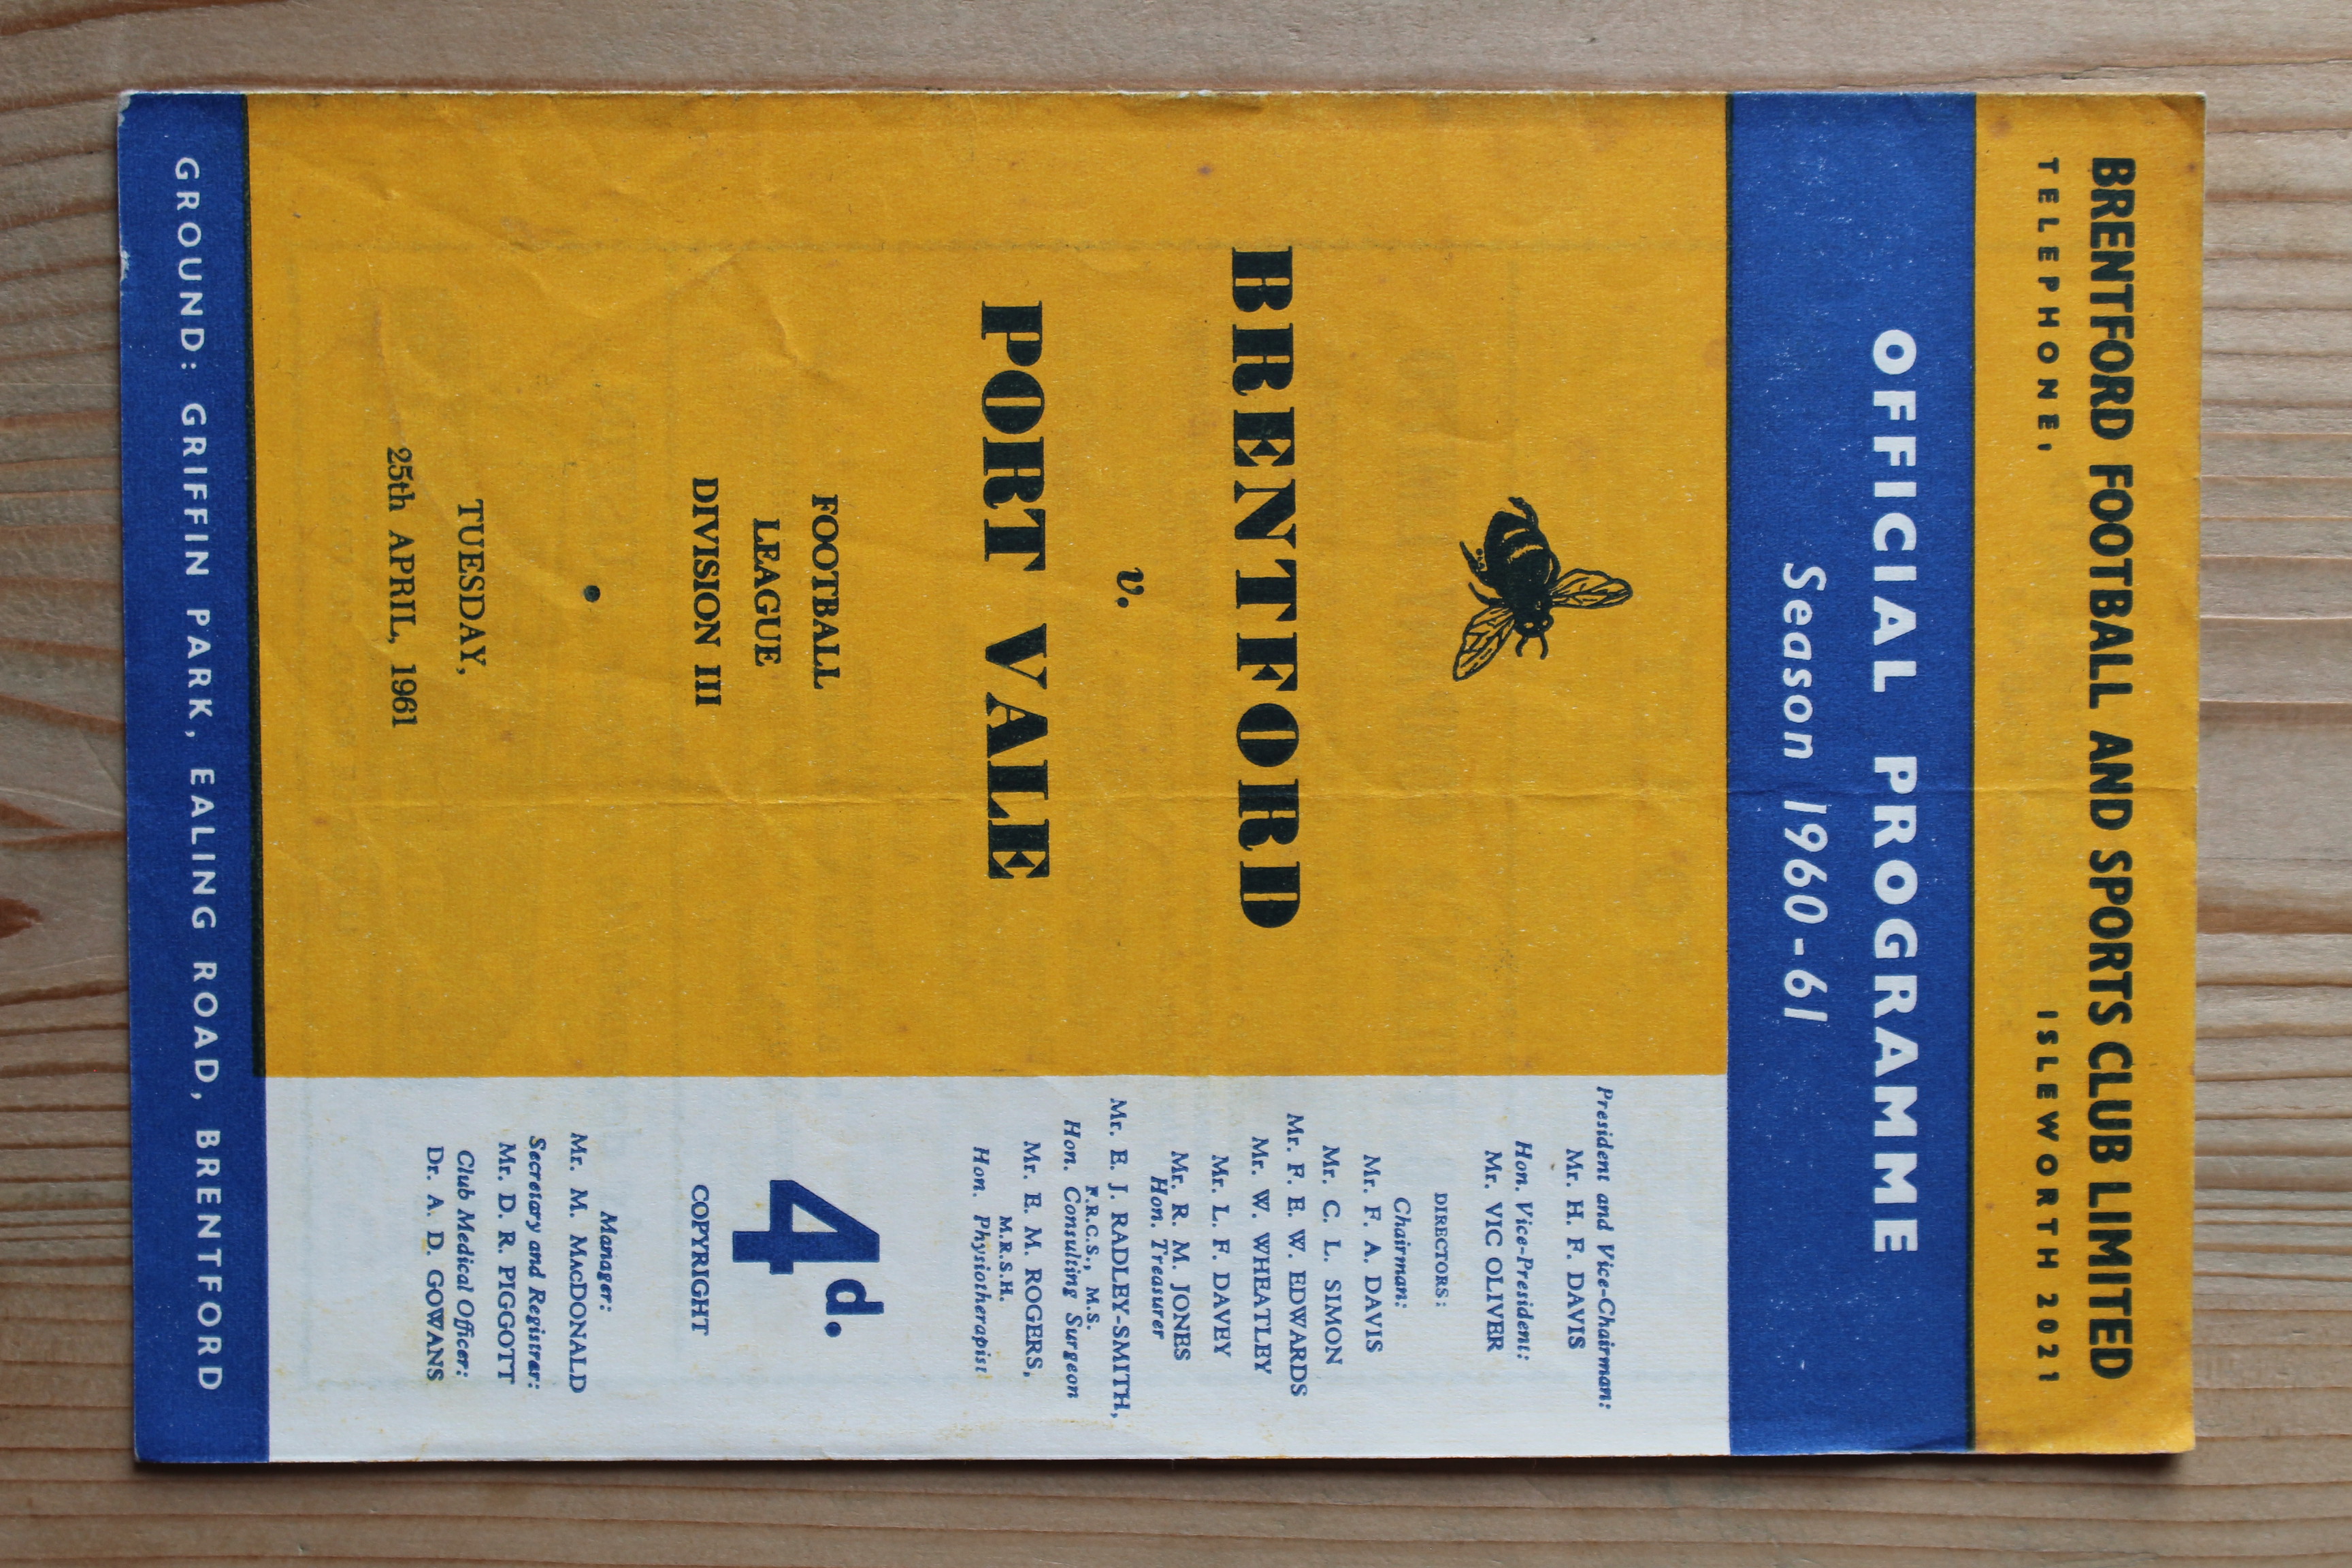 BRENTFORD FOOTBALL AND SPORTS CLUB LIMITED
TELEPHONE, ISLEWORTH 2021
OFFICIAL PROGRAMME
Season 1960-61
BRENTFORD
v.
PORT VALE
FOOTBALL
LEAGUE
DIVISION III
TUESDAY,
25th APRIL, 1961
President and Vice-Chairman:
Mr. H. F. DAVIS
Hon. Vice-President:
Mr. VIC OLIVER
DIRECTORS:
Chairman:
Mr. F. A. DAVIS
Mr. C. L. SIMON
Mr. F. E. W. EDWARDS
Mr. W. WHEATLEY
Mr. L. F. DAVEY
Mr. R. M. JONES
Hon. Treasurer
Mr. E. J. RADLEY-SMITH,
F.R.C.S., M.S.
Hon. Consulting Surgeon
Mr. E. M. ROGERS,
M.R.S.H.
Hon. Physiotherapist
4d.
COPYRIGHT
Manager:
Mr. M. MACDONALD
Secretary and Registrar:
Mr. D. R. PIGGOTT
Club Medical Officer:
Dr. A. D. GOWANS
GROUND: GRIFFIN PARK, EALING ROAD, BRENTFORD